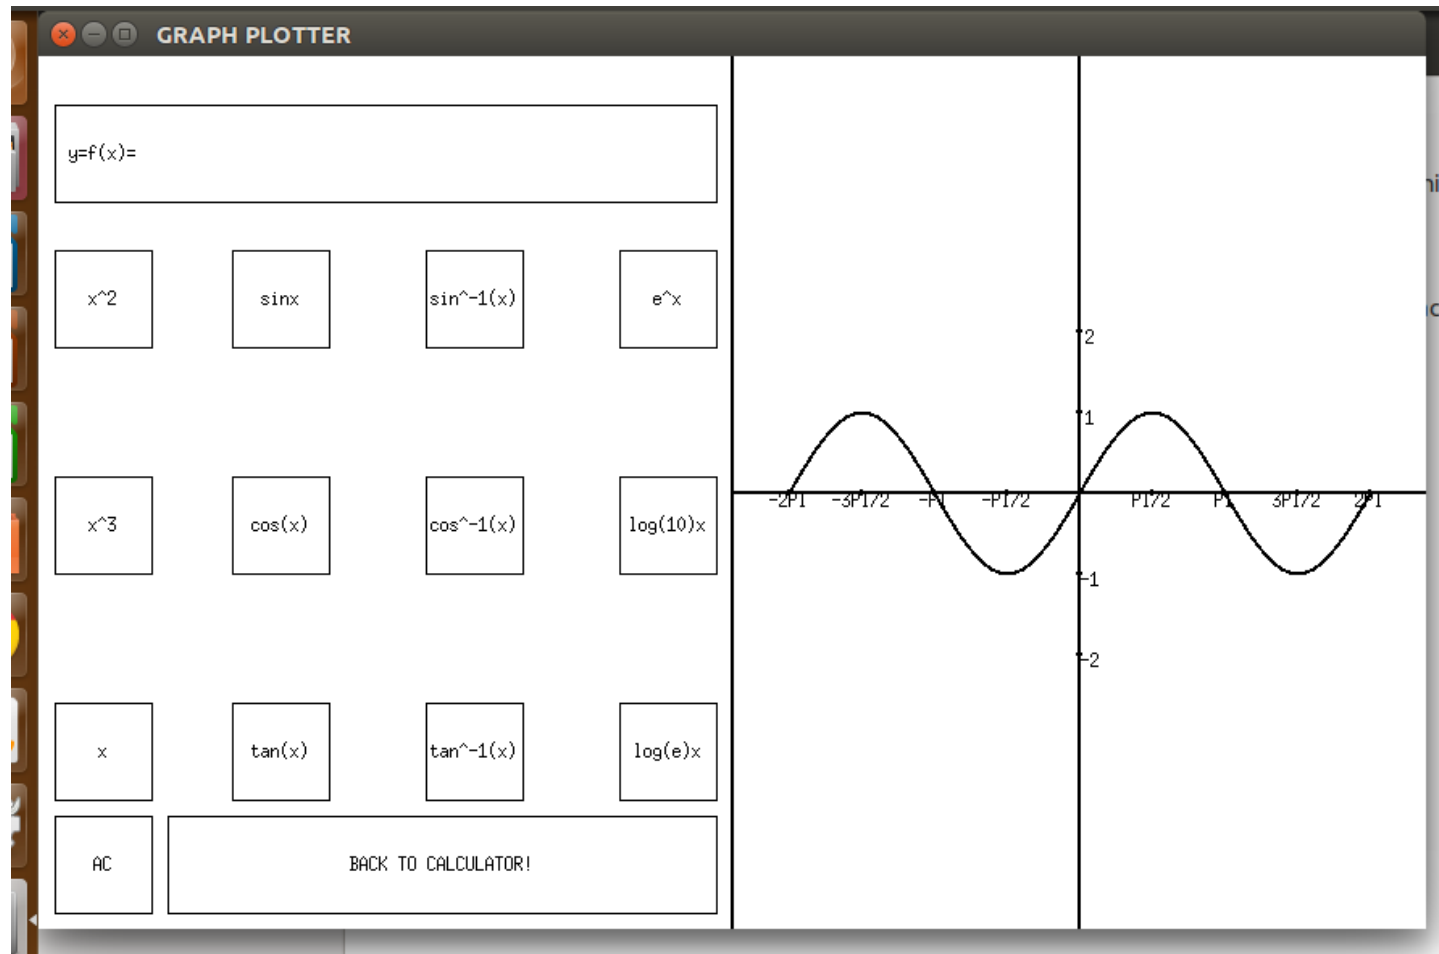 GRAPH PLOTTER
y=f(x)=
x^2
sinx
sin^-1(x)
e^x
x^3
cos(x)
cos^-1(x)
log(10)x
x
tan(x)
tan^-1(x)
log(e)x
AC
BACK TO CALCULATOR!
2
1
-2PI
-3PI/2
-PI
-PI/2
PI/2
PI
3PI/2
2PI
-1
-2